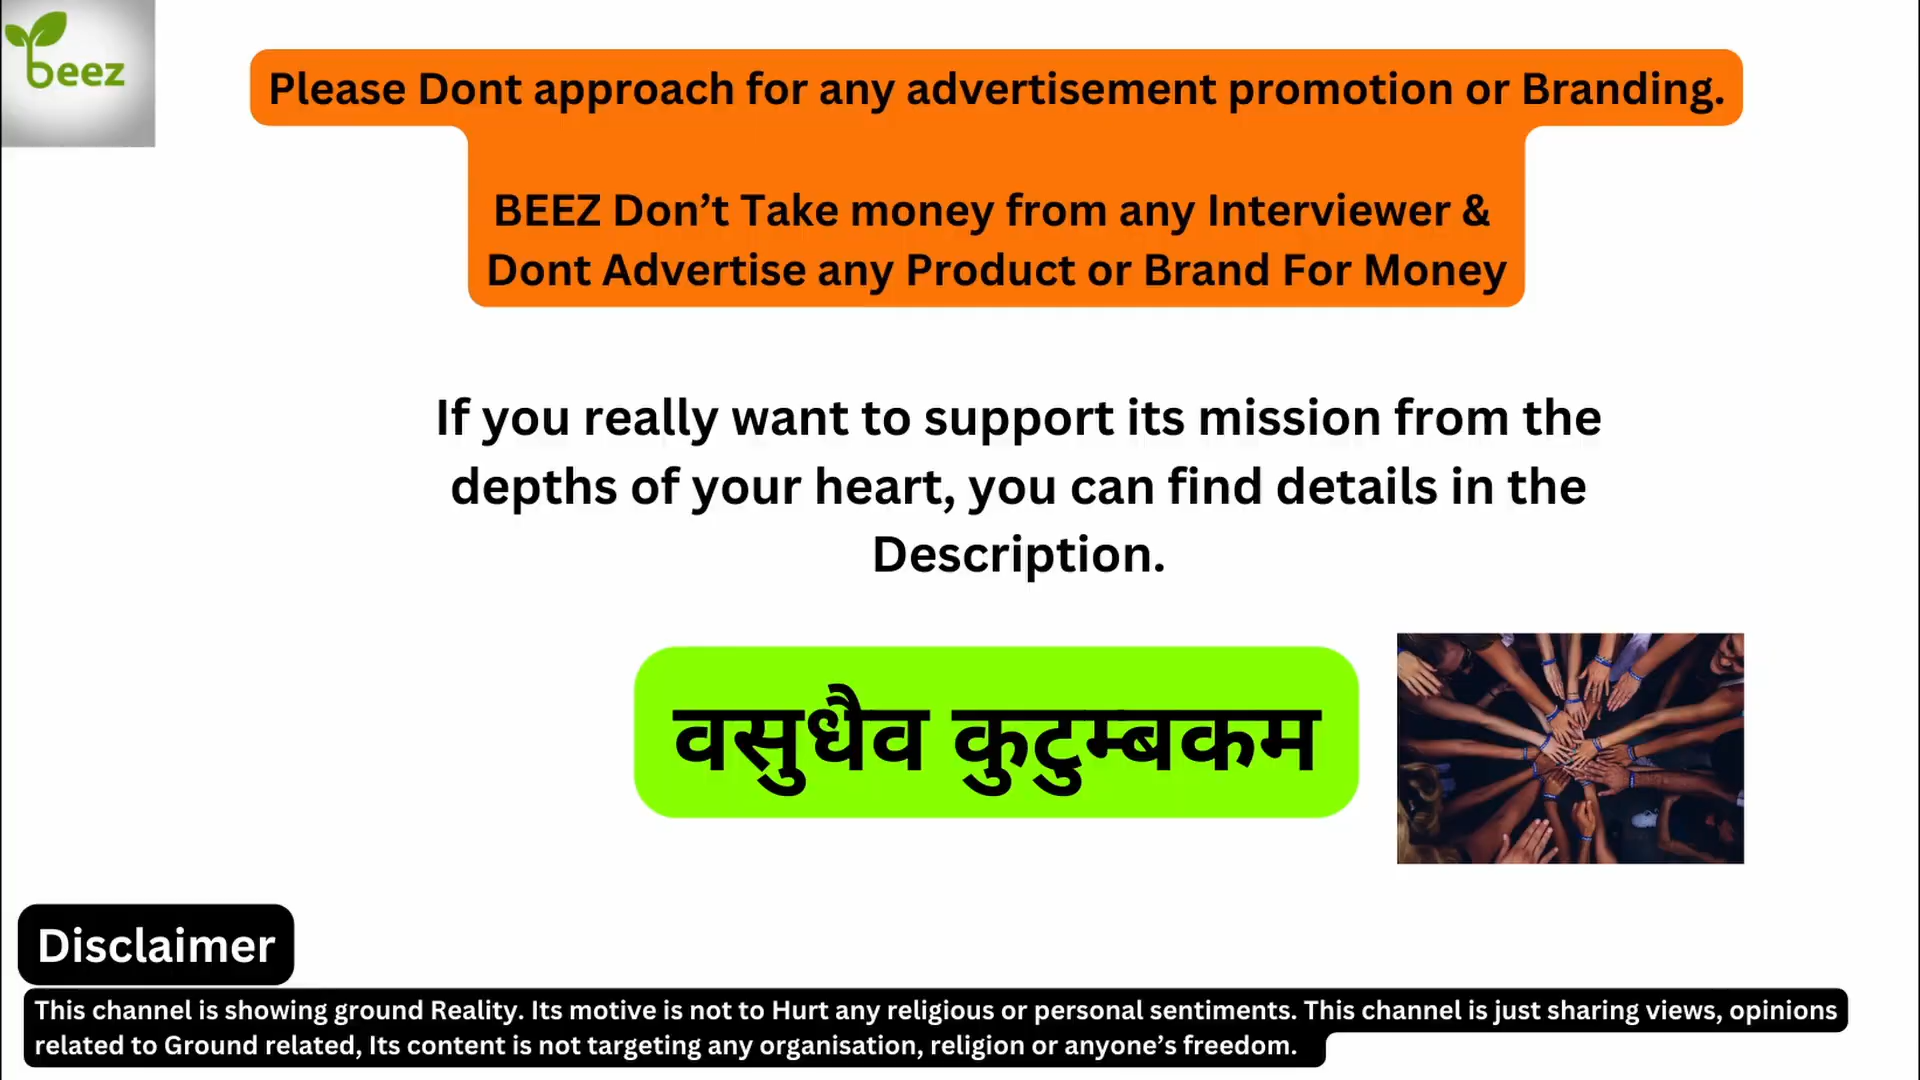 beez
Please Dont approach for any advertisement promotion or Branding.
BEEZ Don’t Take money from any Interviewer &
Dont Advertise any Product or Brand For Money
If you really want to support its mission from the
depths of your heart, you can find details in the
Description.
वसुधैव कुटुम्बकम
Disclaimer
This channel is showing ground Reality. Its motive is not to Hurt any religious or personal sentiments. This channel is just sharing views, opinions
related to Ground related, Its content is not targeting any organisation, religion or anyone’s freedom.